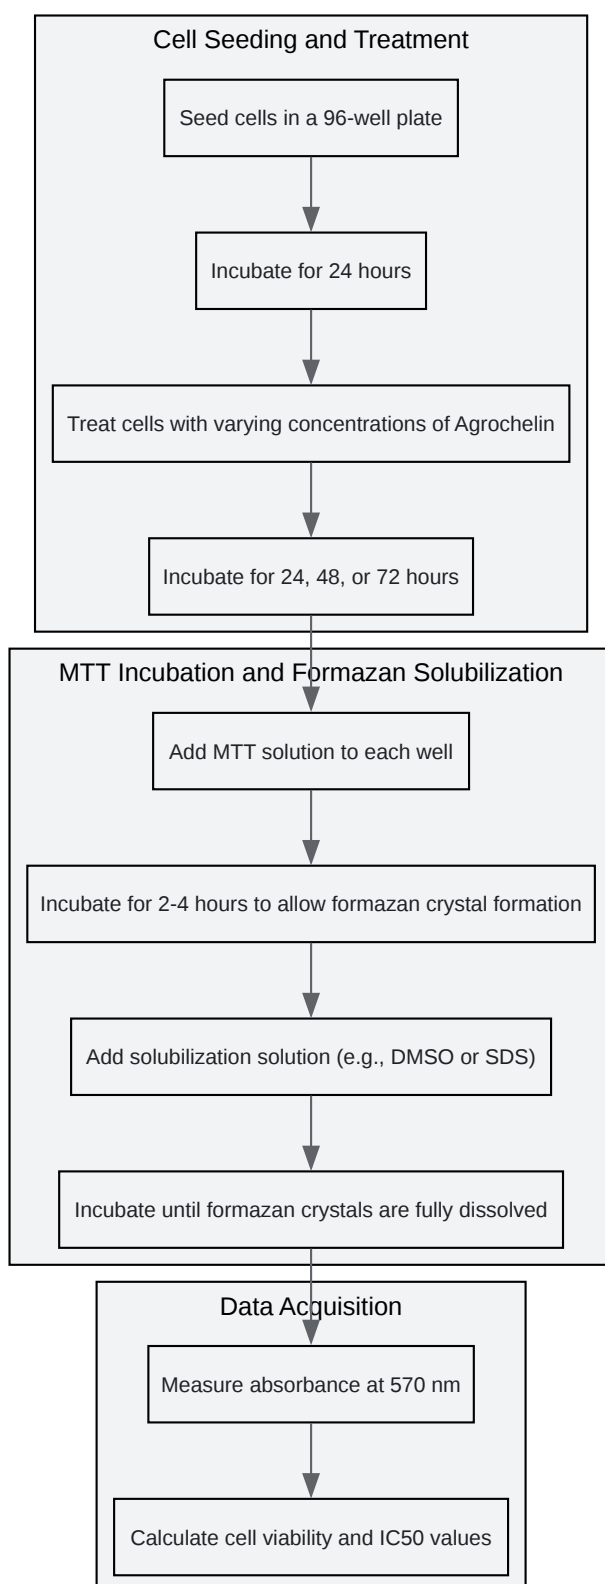 Cell Seeding and Treatment
Seed cells in a 96-well plate
Incubate for 24 hours
Treat cells with varying concentrations of Agrochelin
Incubate for 24, 48, or 72 hours
MTT Incubation and Formazan Solubilization
Add MTT solution to each well
Incubate for 2-4 hours to allow formazan crystal formation
Add solubilization solution (e.g., DMSO or SDS)
Incubate until formazan crystals are fully dissolved
Data Acquisition
Measure absorbance at 570 nm
Calculate cell viability and IC50 values